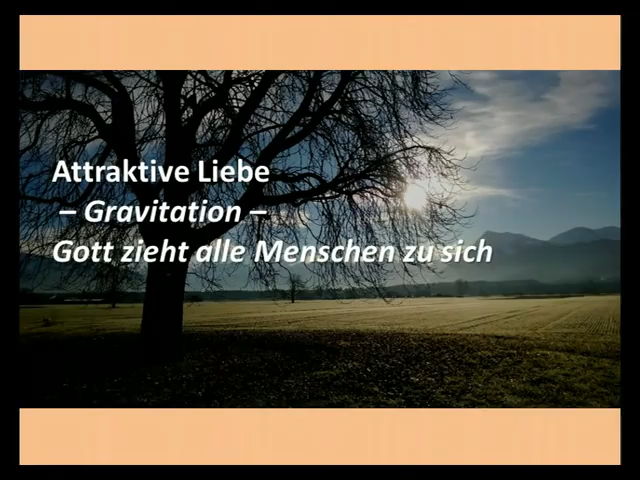 Attraktive Liebe
– Gravitation –
Gott zieht alle Menschen zu sich